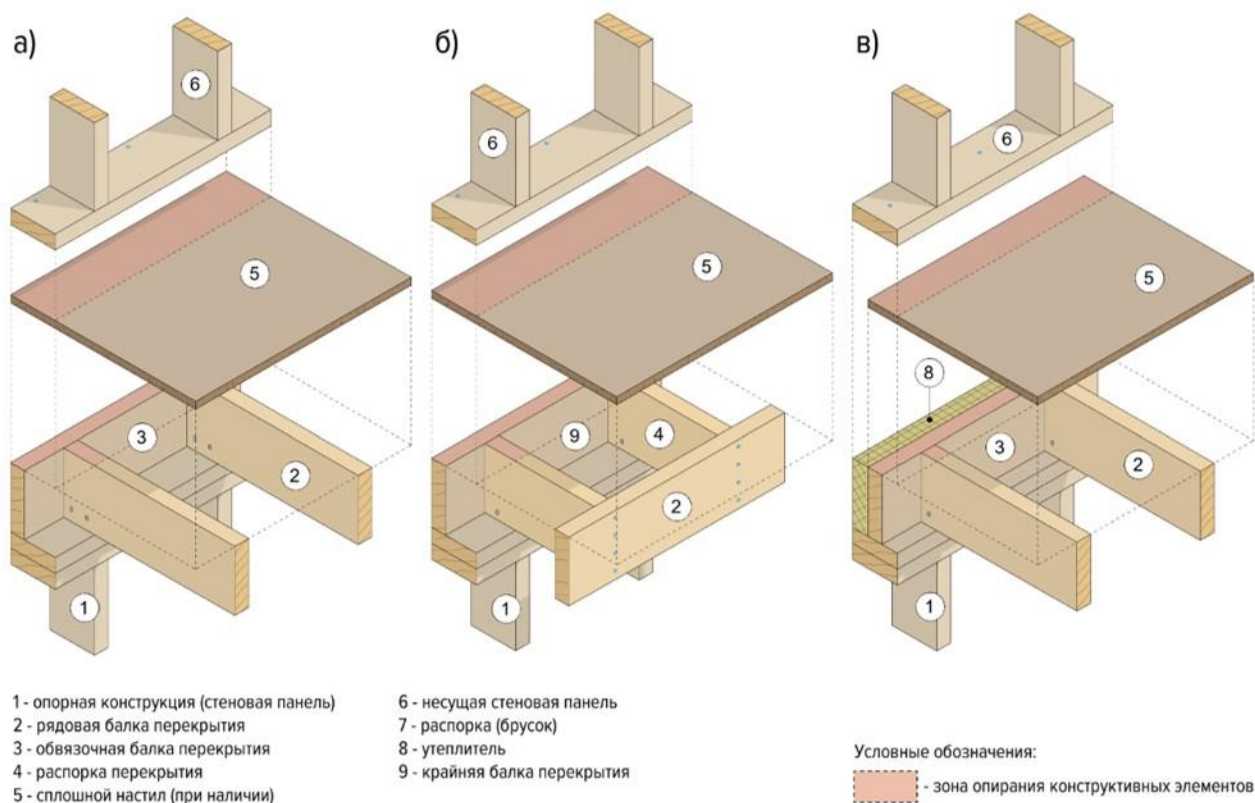 а)
б)
в)
6
6
6
5
5
5
8
3
2
9
4
2
3
2
1
1
1
1 - опорная конструкция (стеновая панель)
2 - рядовая балка перекрытия
3 - обвязочная балка перекрытия
4 - распорка перекрытия
5 - сплошной настил (при наличии)
6 - несущая стеновая панель
7 - распорка (брусок)
8 - утеплитель
9 - крайняя балка перекрытия
Условные обозначения:
- зона опирания конструктивных элементов